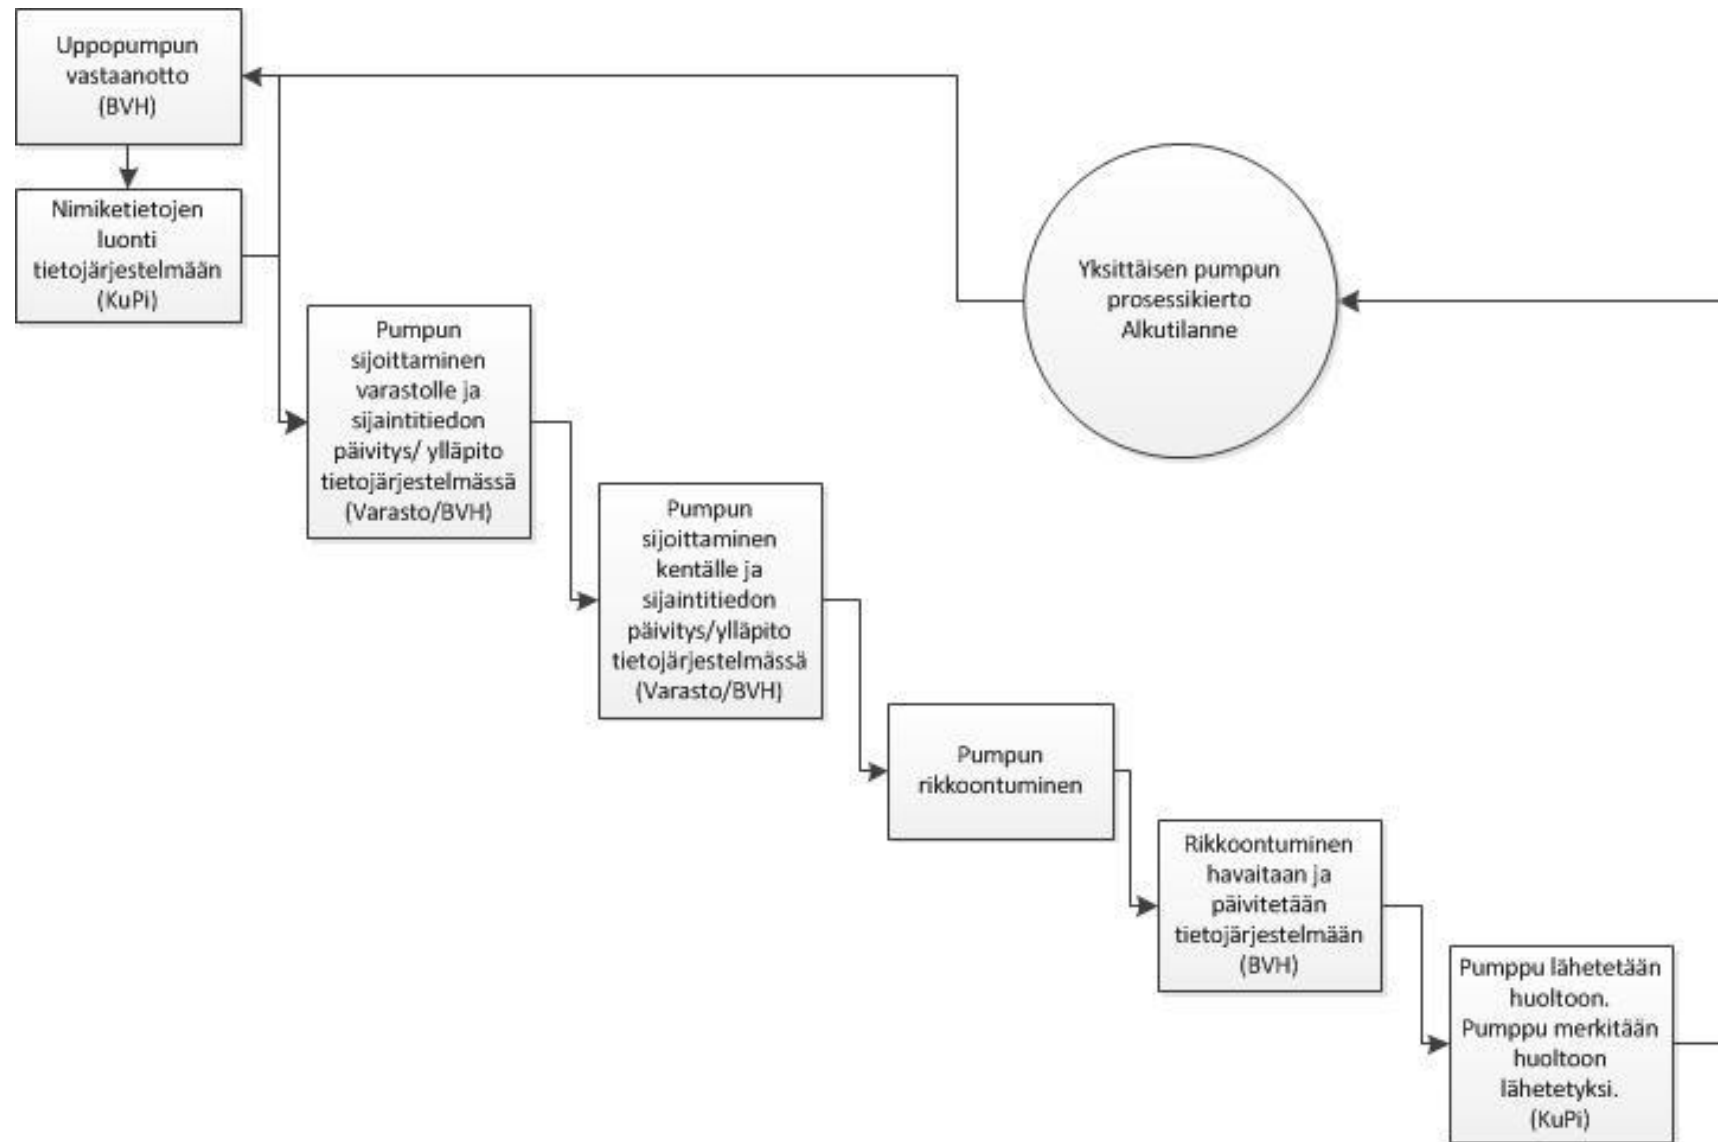 Uppopumpun
vastaanotto
(BVH)
Nimiketietojen
luonti
tietojärjestelmään
(KuPi)
Pumpun
sijoittaminen
varastolle ja
sijaintitiedon
päivitys/ ylläpito
tietojärjestelmässä
(Varasto/BVH)
Pumpun
sijoittaminen
kentälle ja
sijaintitiedon
päivitys/ylläpito
tietojärjestelmässä
(Varasto/BVH)
Pumpun
rikkoontuminen
Rikkoontuminen
havaitaan ja
päivitetään
tietojärjestelmään
(BVH)
Pumppu lähetetään
huoltoon.
Pumppu merkitään
huoltoon
lähetetyksi.
(KuPi)
Yksittäisen pumpun
prosessikierto
Alkutilanne